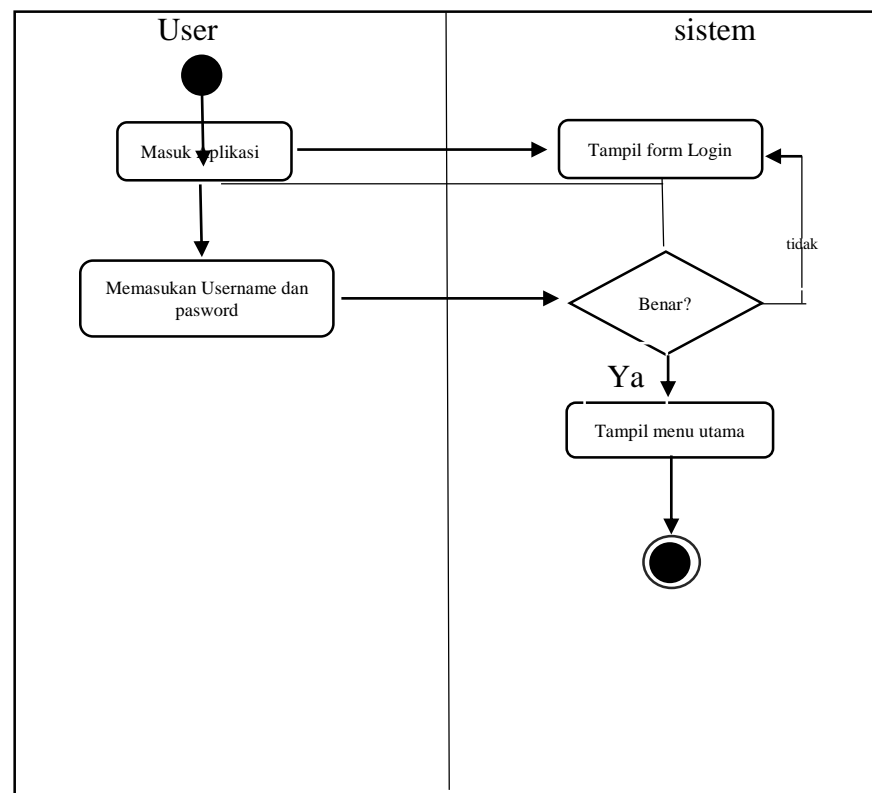 User
sistem
Masuk Aplikasi
Tampil form Login
tidak
Memasukan Username dan
pasword
Benar?
Ya
Tampil menu utama